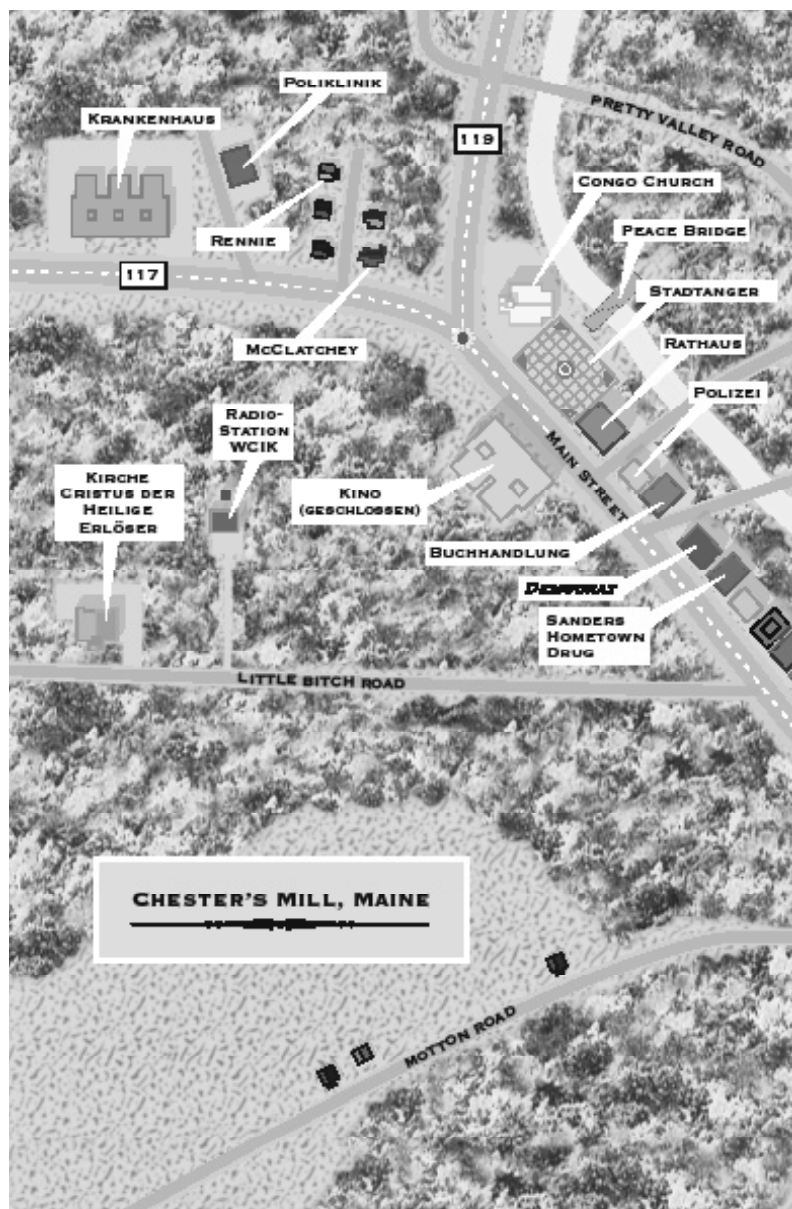 POLIKLINIK
KRANKENHAUS
119
PRETTY VALLEY ROAD
CONGO CHURCH
PEACE BRIDGE
RENNIE
117
STADTANGER
MCCLATCHEY
RATHAUS
POLIZEI
RADIO-
STATION
WCIK
MAIN STREET
KIRCHE
CRISTUS DER
HEILIGE
ERLÖSER
KINO
(GESCHLOSSEN)
BUCHHANDLUNG
DEMOKRAT
SANDERS
HOMETOWN
DRUG
LITTLE BITCH ROAD
CHESTER'S MILL, MAINE
MOTTON ROAD